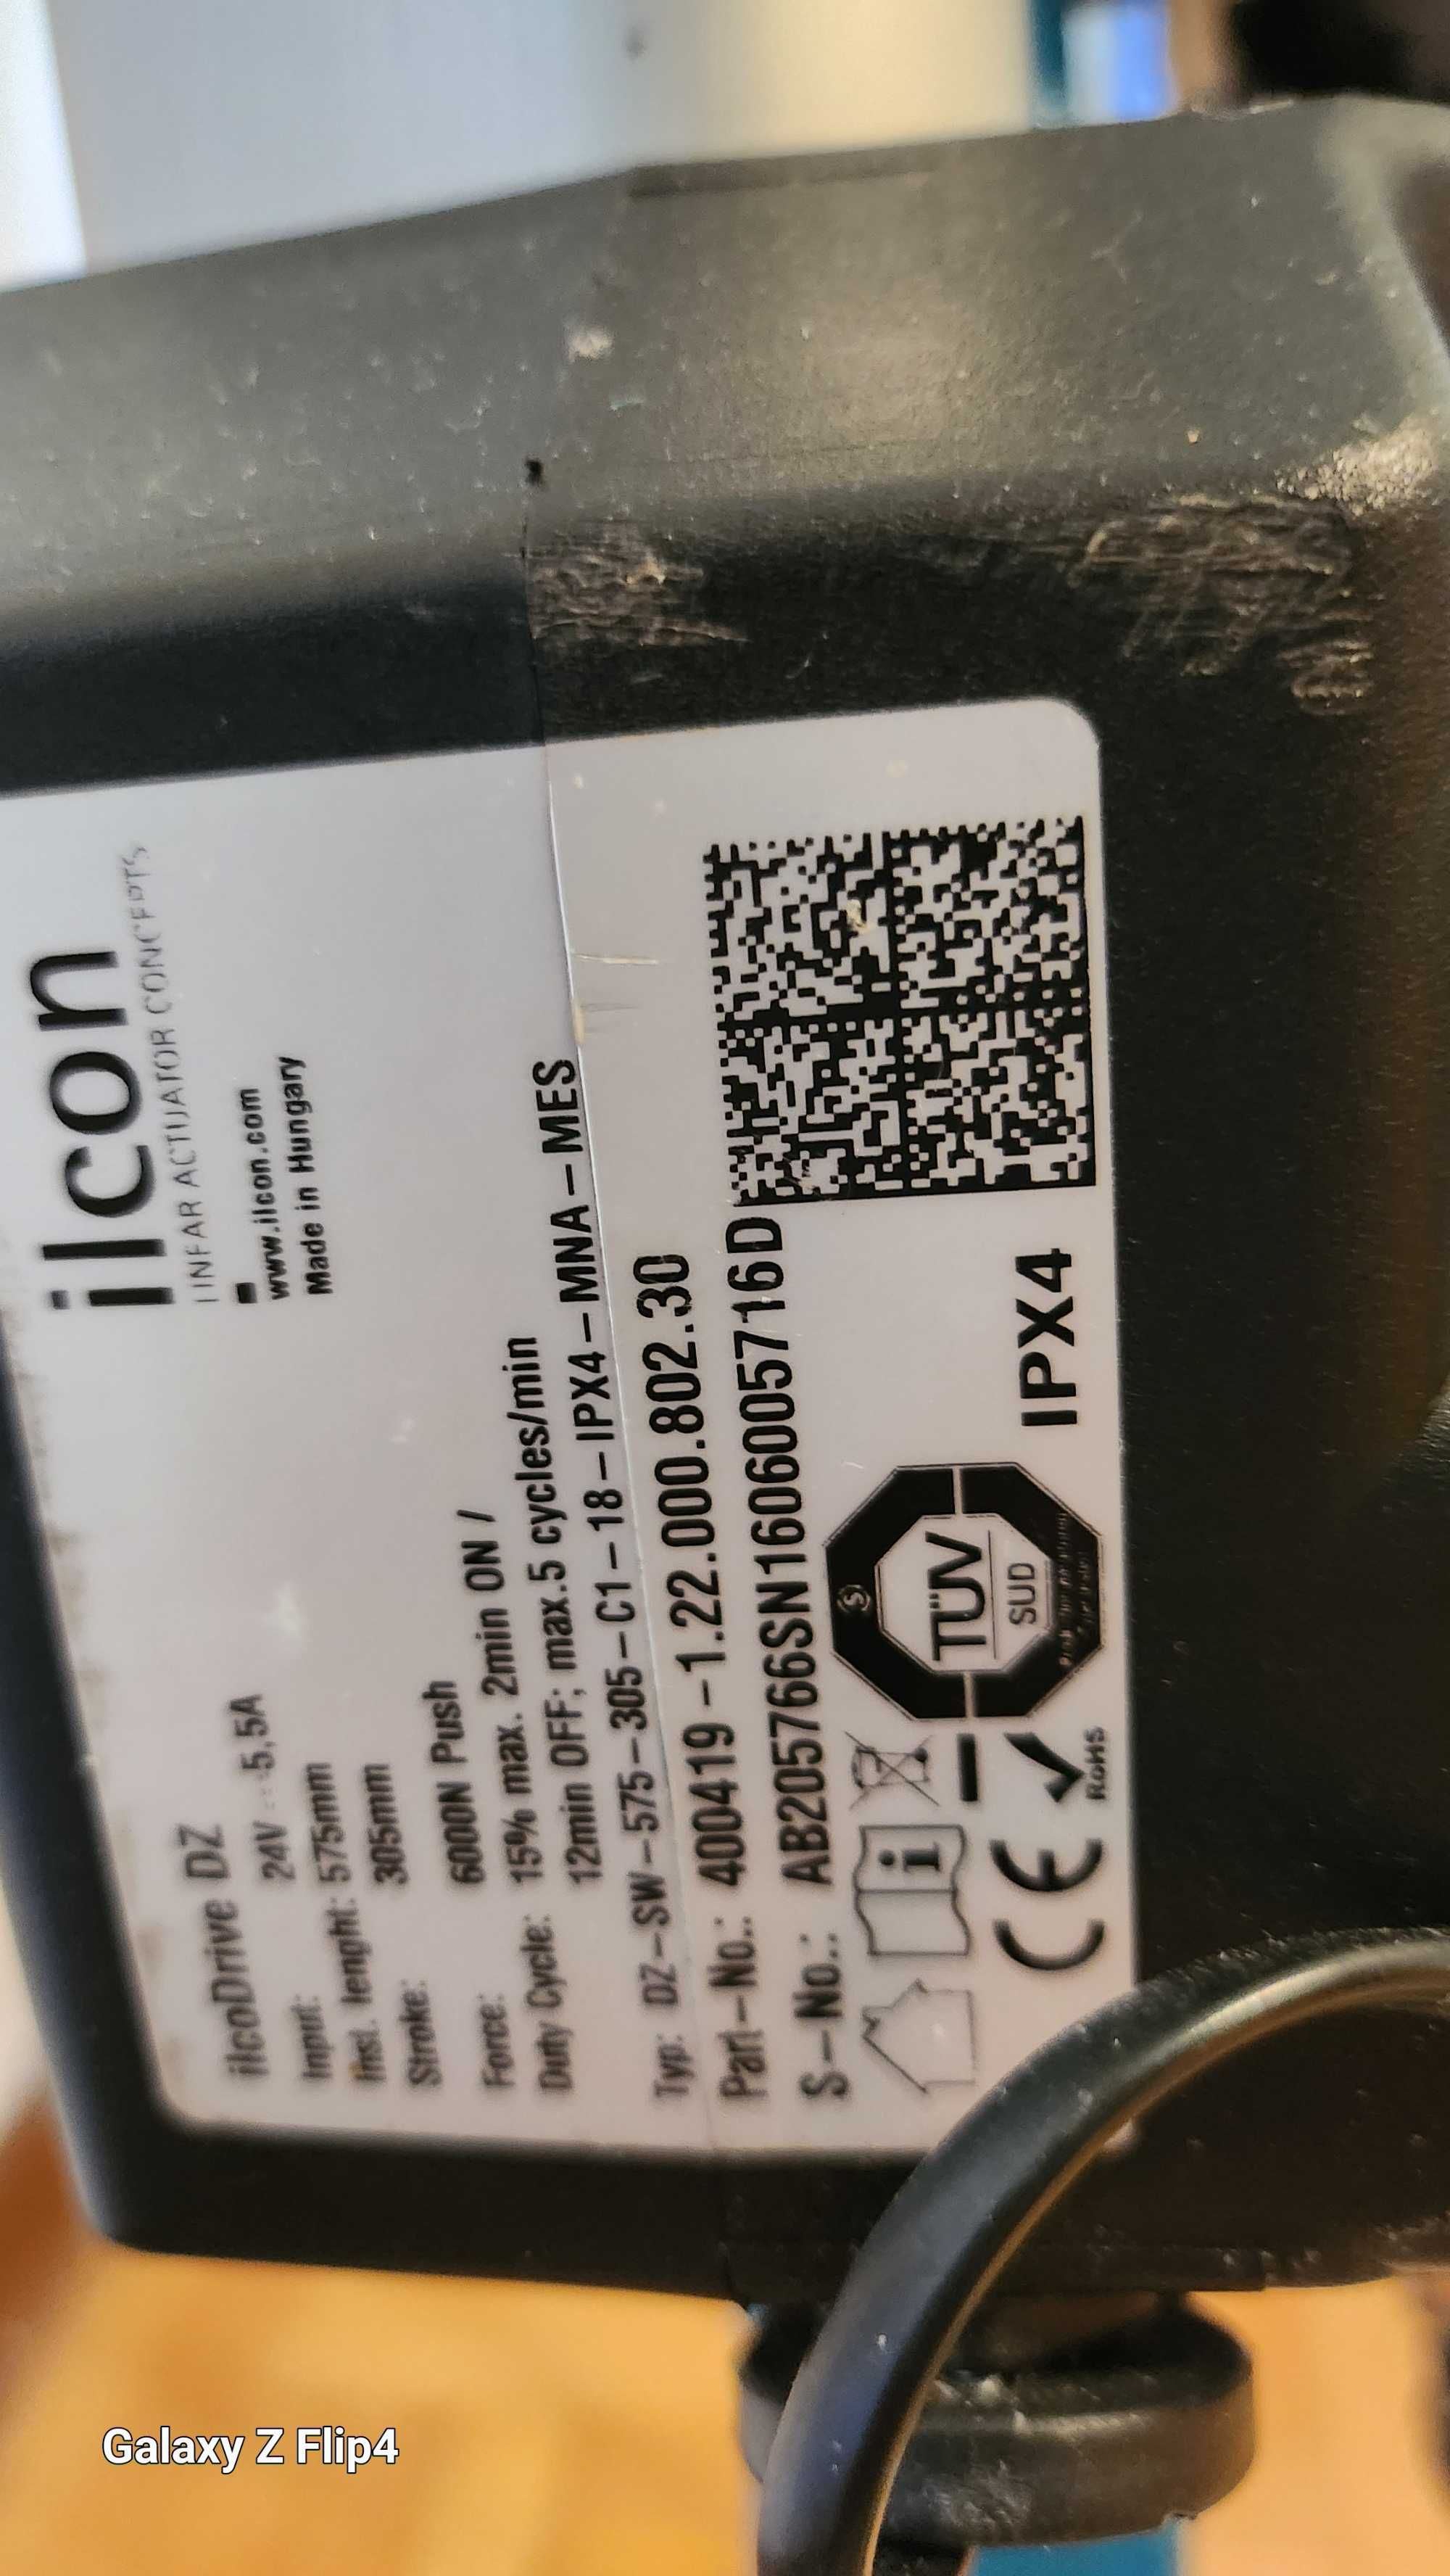 ilcon
LINEAR ACTUATOR CONCEPTS
www.ilcon.com
Made in Hungary
ilcoDrive DZ
Input: 24V 5,5A
Inst. lenght: 575mm
Stroke: 305mm
Force: 6000N Push
Duty Cycle: 15% max. 2min ON /
12min OFF; max.5 cycles/min
Typ: DZ-SW-575-305-C1-18-IPX4-MNA-MES
Part-No.: 400419-1.22.000.802.30
S-No.: AB205766SN1606005716D
i
CE
RoHS
S
TÜV
SUD
IPX4
Galaxy Z Flip4